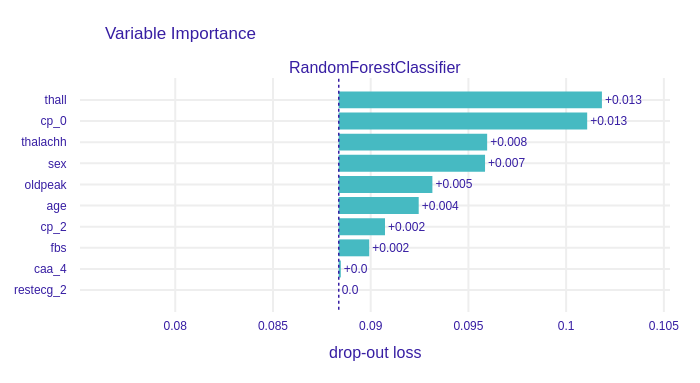 Variable Importance
RandomForestClassifier
thall +0.013
cp_0 +0.013
thalachh +0.008
sex +0.007
oldpeak +0.005
age +0.004
cp_2 +0.002
fbs +0.002
caa_4 +0.0
restecg_2 0.0
0.08 0.085 0.09 0.095 0.1 0.105
drop-out loss